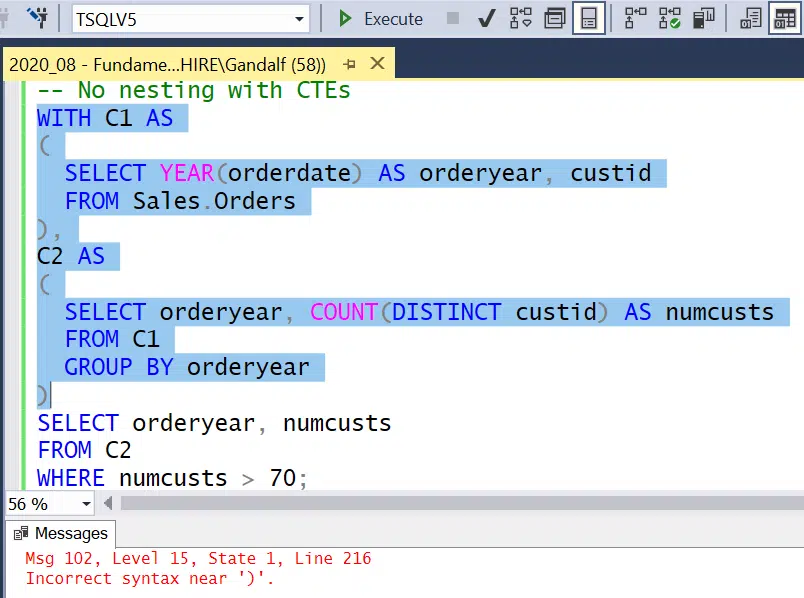 TSQLV5
Execute
2020_08 - Fundame...HIRE\Gandalf (58))
-- No nesting with CTEs
WITH C1 AS
(
  SELECT YEAR(orderdate) AS orderyear, custid
  FROM Sales.Orders
),
C2 AS
(
  SELECT orderyear, COUNT(DISTINCT custid) AS numcusts
  FROM C1
  GROUP BY orderyear
)
SELECT orderyear, numcusts
FROM C2
WHERE numcusts > 70;
56 %
Messages
Msg 102, Level 15, State 1, Line 216
Incorrect syntax near ')'.